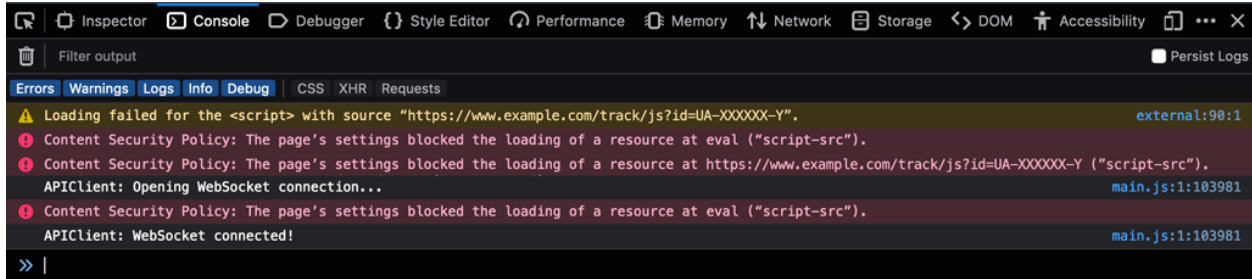 Inspector Console Debugger {} Style Editor Performance Memory Network Storage DOM Accessibility
Filter output Persist Logs
Errors Warnings Logs Info Debug CSS XHR Requests
Loading failed for the <script> with source “https://www.example.com/track/js?id=UA-XXXXXX-Y”. external:90:1
Content Security Policy: The page’s settings blocked the loading of a resource at eval (“script-src”).
Content Security Policy: The page’s settings blocked the loading of a resource at https://www.example.com/track/js?id=UA-XXXXXX-Y ("script-src").
APIClient: Opening WebSocket connection... main.js:1:103981
Content Security Policy: The page’s settings blocked the loading of a resource at eval (“script-src”).
APIClient: WebSocket connected! main.js:1:103981